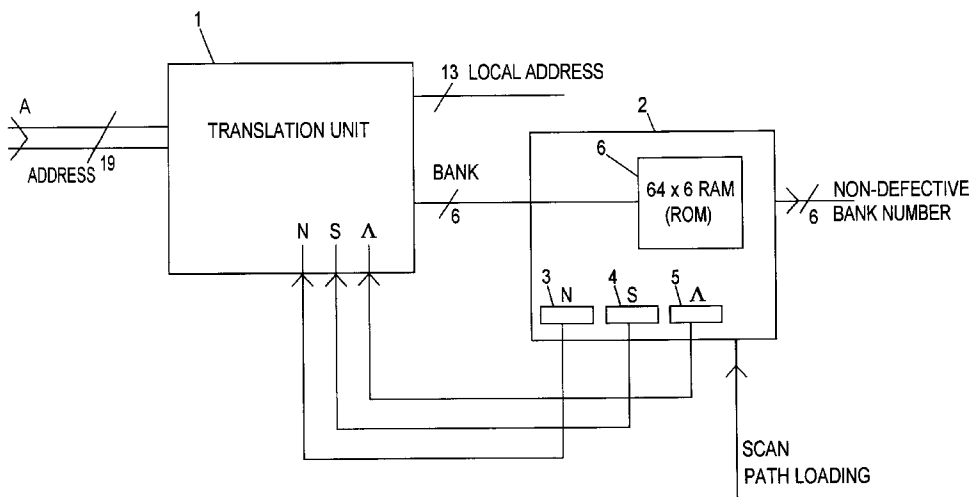 1
13 LOCAL ADDRESS
2
A
TRANSLATION UNIT
6
64 x 6 RAM
(ROM)
NON-DEFECTIVE
BANK NUMBER
6
ADDRESS
19
BANK
6
N S Λ
3 N
4 S
5 Λ
SCAN
PATH LOADING